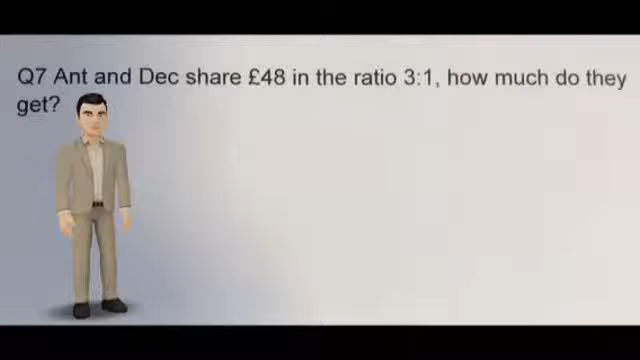 Q7 Ant and Dec share £48 in the ratio 3:1, how much do they
get?